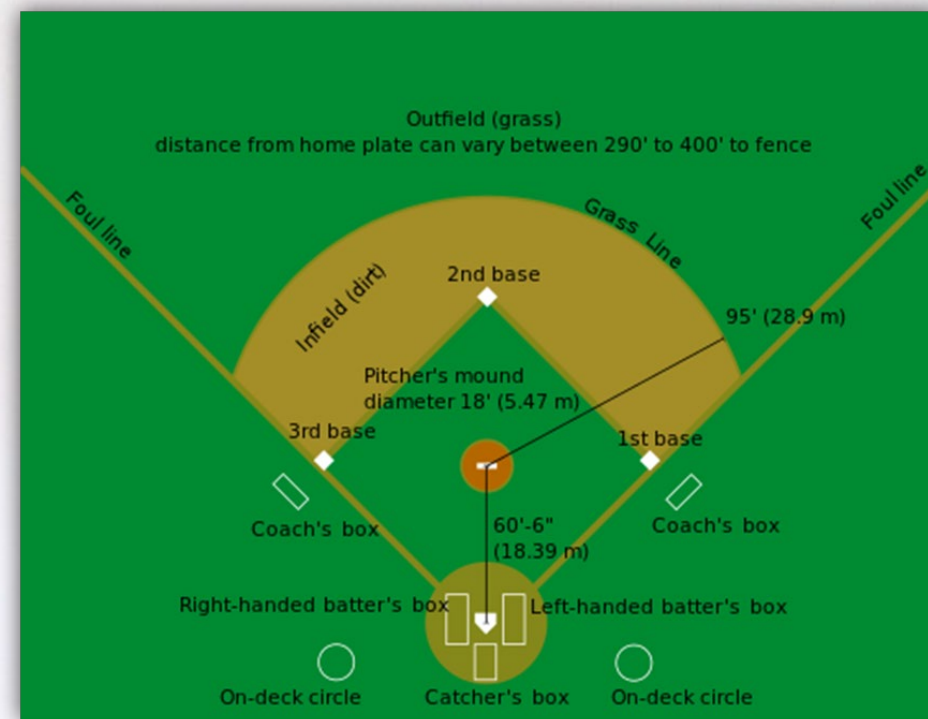 Outfield (grass)
distance from home plate can vary between 290' to 400' to fence
Foul line
Grass Line
Foul line
Infield (dirt)
2nd base
95' (28.9 m)
Pitcher's mound
diameter 18' (5.47 m)
3rd base
1st base
Coach's box
60'-6"
(18.39 m)
Coach's box
Right-handed batter's box
Left-handed batter's box
On-deck circle
Catcher's box
On-deck circle